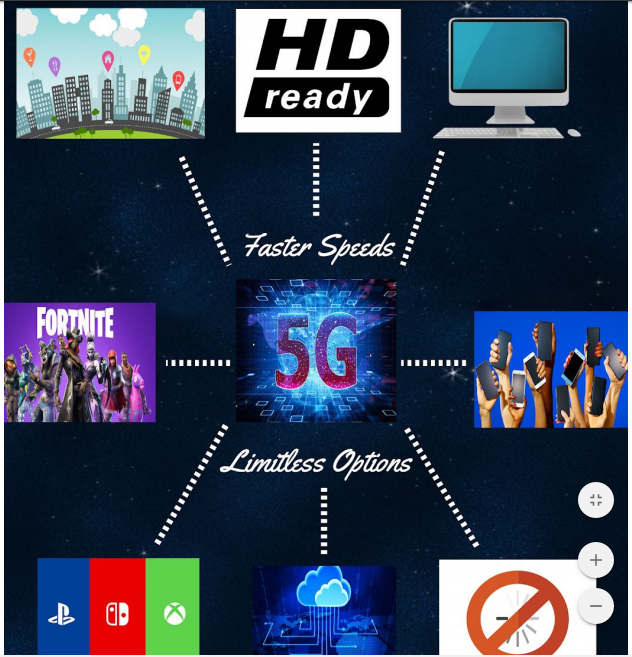 HD
ready
Faster Speeds
FORTNITE
5G
Limitless Options